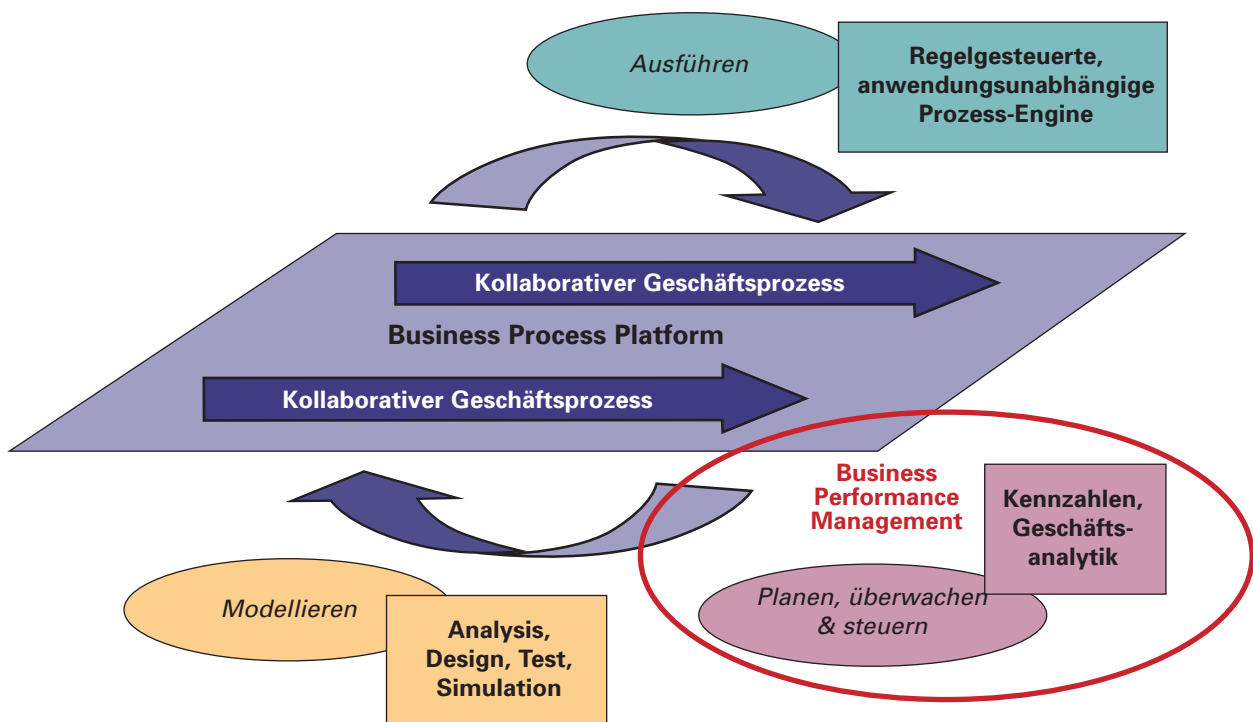 Ausführen
Regelgesteuerte,
anwendungsunabhängige
Prozess-Engine
Kollaborativer Geschäftsprozess
Business Process Platform
Kollaborativer Geschäftsprozess
Business
Performance
Management
Kennzahlen,
Geschäfts-
analytik
Planen, überwachen
& steuern
Modellieren
Analysis,
Design, Test,
Simulation